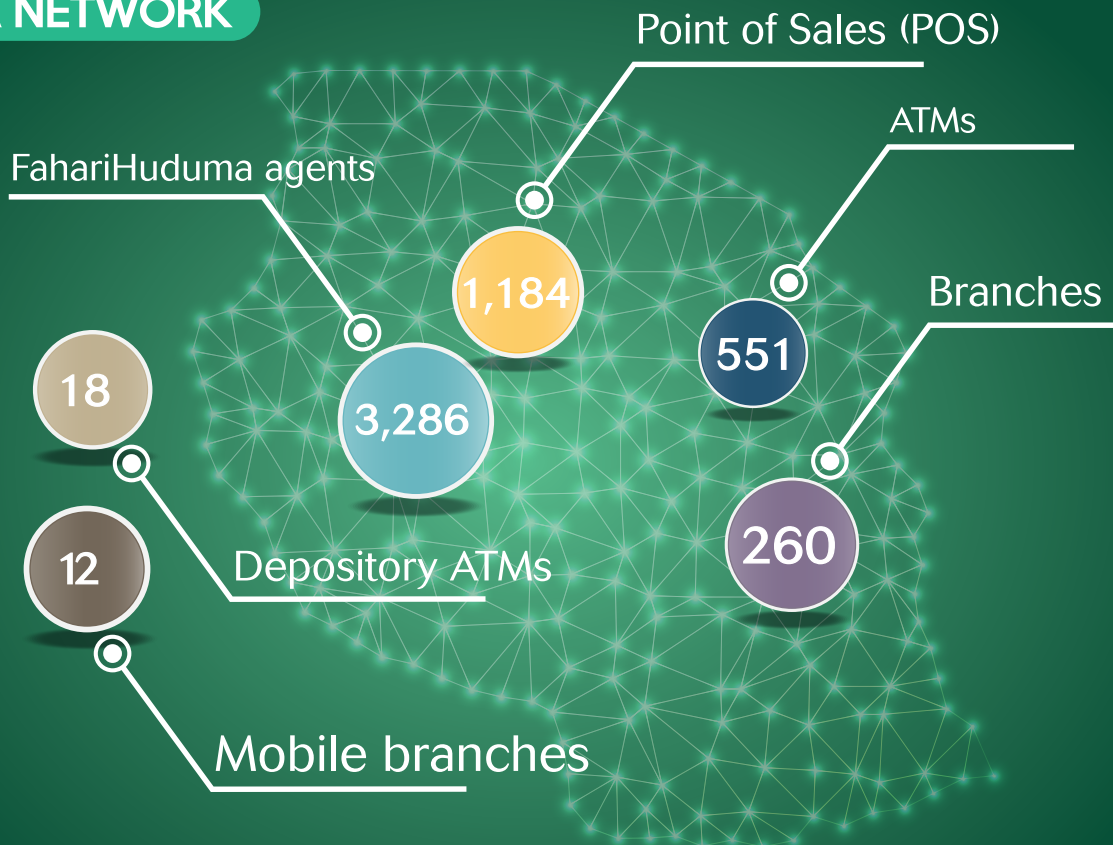 NETWORK
Point of Sales (POS)
ATMs
FahariHuduma agents
1,184
Branches
551
18
3,286
260
12
Depository ATMs
Mobile branches